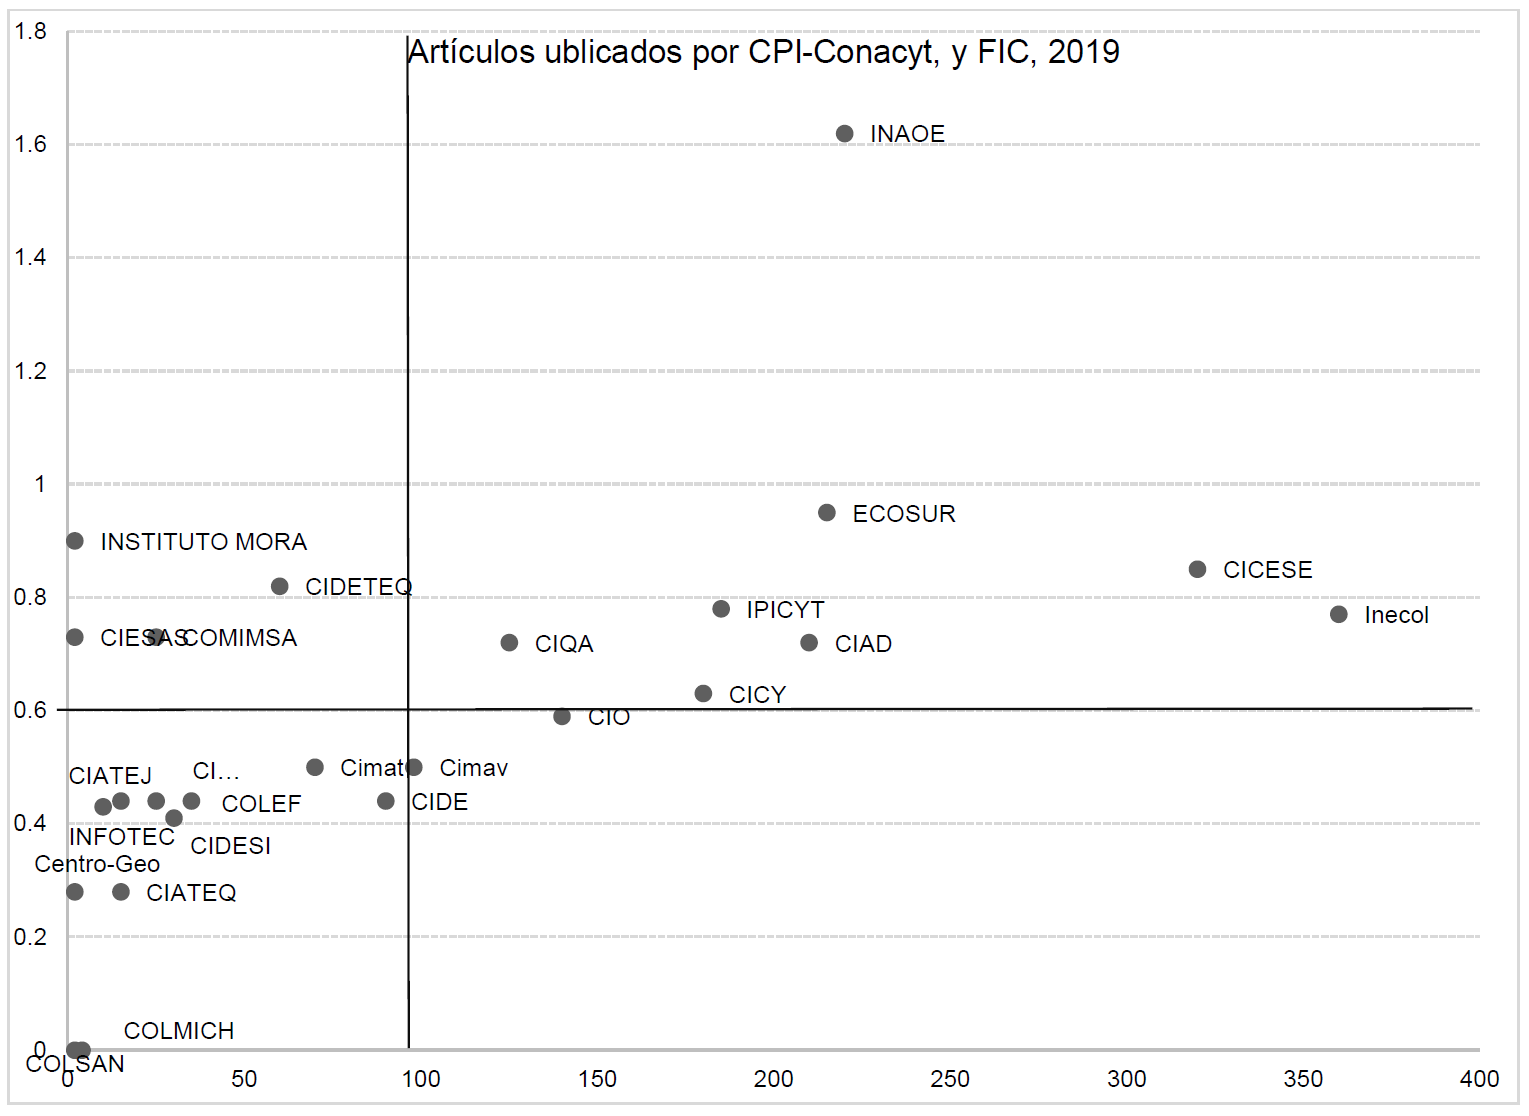 1.8
Artículos ublicados por CPI-Conacyt, y FIC, 2019
1.6
INAOE
1.4
1.2
1
ECOSUR
INSTITUTO MORA
CICESE
CIDETEQ
0.8
IPICYT
Inecol
CIESAS
COMIMSA
CIQA
CIAD
CICY
0.6
CIO
CIATEJ
CI...
Cimat
Cimav
COLEF
CIDE
0.4
INFOTEC
CIDESI
Centro-Geo
CIATEQ
0.2
COLMICH
0
COLSAN
0 50 100 150 200 250 300 350 400